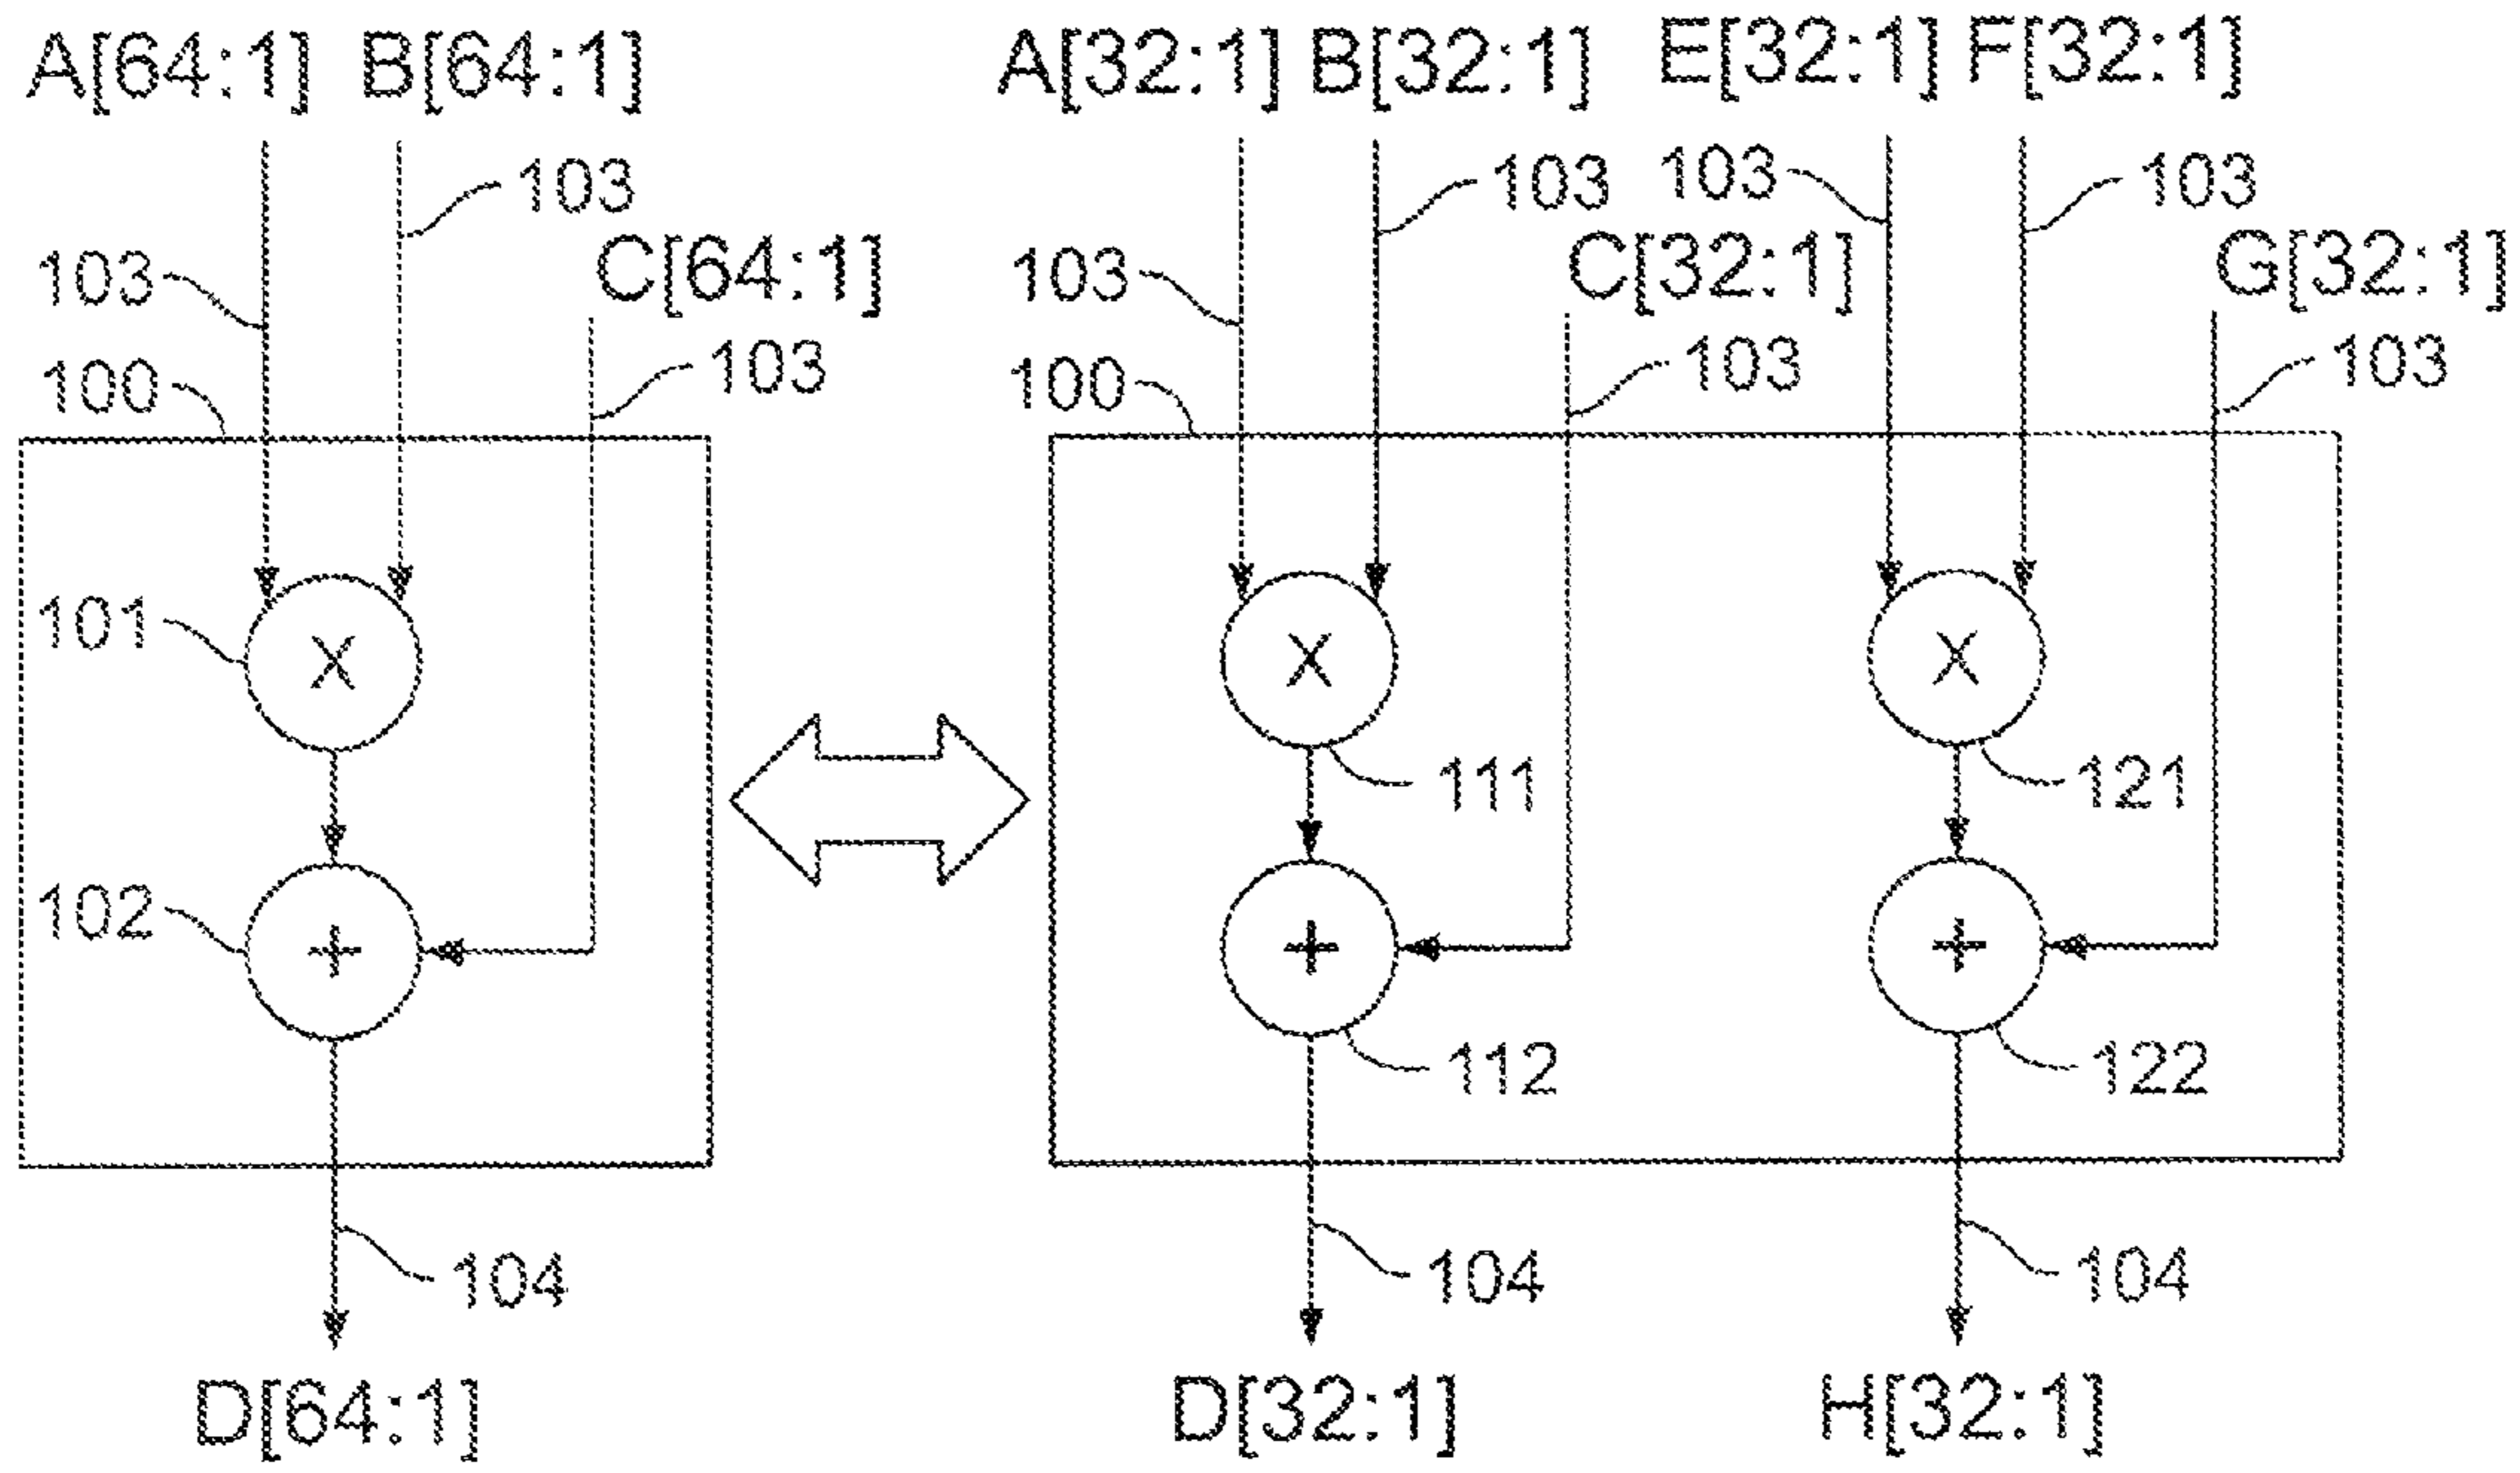 A[64:1] B[64:1] A[32:1] B[32:1] E[32:1] F[32:1]
103 103 103 103
103 C[64:1] 103 C[32:1] G[32:1]
100 103 100 103 103
101 X X X
111 121
102 + + +
112 122
104 104 104
D[64:1] D[32:1] H[32:1]